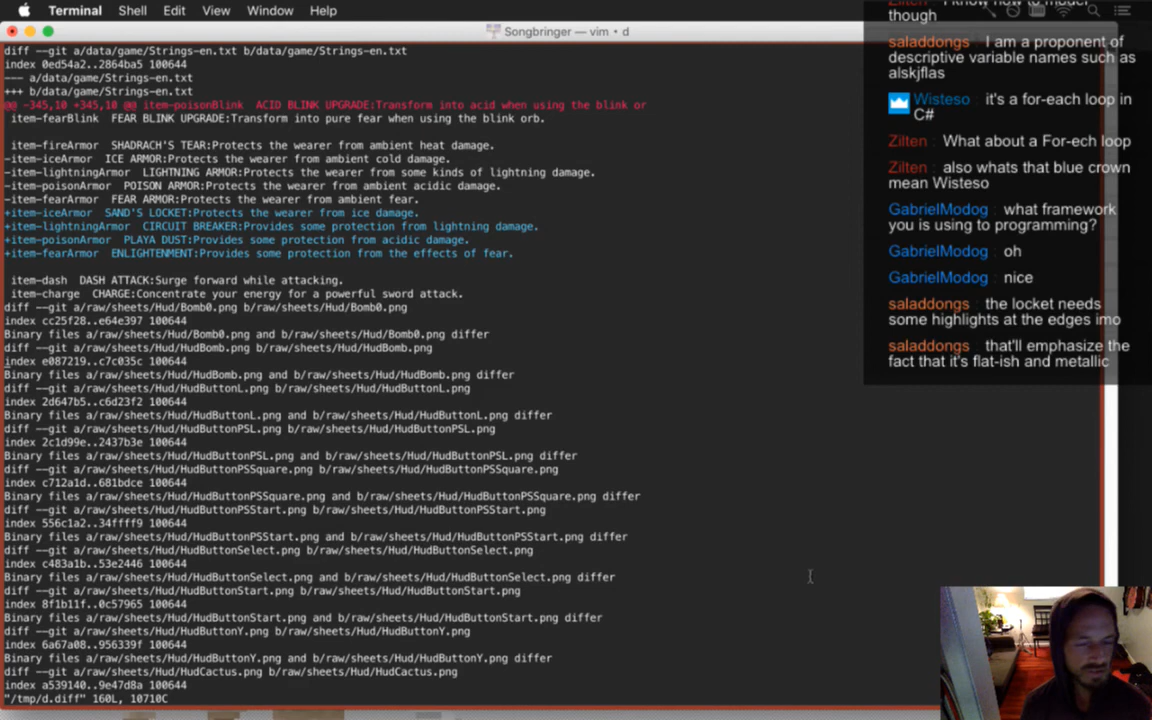 Terminal Shell Edit View Window Help
Songbringer — vim • d
diff --git a/data/game/Strings-en.txt b/data/game/Strings-en.txt
index 0ed54a2..2864ba5 100644
--- a/data/game/Strings-en.txt
+++ b/data/game/Strings-en.txt
@@ -345,10 +345,10 @@ item-poisonBlink  ACID BLINK UPGRADE:Transform into acid when using the blink or
 item-fearBlink  FEAR BLINK UPGRADE:Transform into pure fear when using the blink orb.
 item-fireArmor  SHADRACH'S TEAR:Protects the wearer from ambient heat damage.
-item-iceArmor  ICE ARMOR:Protects the wearer from ambient cold damage.
-item-lightningArmor  LIGHTNING ARMOR:Protects the wearer from some kinds of lightning damage.
-item-poisonArmor  POISON ARMOR:Protects the wearer from ambient acidic damage.
-item-fearArmor  FEAR ARMOR:Protects the wearer from ambient fear.
+item-iceArmor  SAND'S LOCKET:Protects the wearer from ice damage.
+item-lightningArmor  CIRCUIT BREAKER:Provides some protection from lightning damage.
+item-poisonArmor  PLAYA DUST:Provides some protection from acidic damage.
+item-fearArmor  ENLIGHTENMENT:Provides some protection from the effects of fear.
 item-dash  DASH ATTACK:Surge forward while attacking.
 item-charge  CHARGE:Concentrate your energy for a powerful sword attack.
diff --git a/raw/sheets/Hud/Bomb0.png b/raw/sheets/Hud/Bomb0.png
index cc25f28..e64e397 100644
Binary files a/raw/sheets/Hud/Bomb0.png and b/raw/sheets/Hud/Bomb0.png differ
diff --git a/raw/sheets/Hud/HudBomb.png b/raw/sheets/Hud/HudBomb.png
index e087219..c7c035c 100644
Binary files a/raw/sheets/Hud/HudBomb.png and b/raw/sheets/Hud/HudBomb.png differ
diff --git a/raw/sheets/Hud/HudButtonL.png b/raw/sheets/Hud/HudButtonL.png
index 2d647b5..c6d23f2 100644
Binary files a/raw/sheets/Hud/HudButtonL.png and b/raw/sheets/Hud/HudButtonL.png differ
diff --git a/raw/sheets/Hud/HudButtonPSL.png b/raw/sheets/Hud/HudButtonPSL.png
index 2c1d99e..2437b3e 100644
Binary files a/raw/sheets/Hud/HudButtonPSL.png and b/raw/sheets/Hud/HudButtonPSL.png differ
diff --git a/raw/sheets/Hud/HudButtonPSSquare.png b/raw/sheets/Hud/HudButtonPSSquare.png
index c712a1d..681bdce 100644
Binary files a/raw/sheets/Hud/HudButtonPSSquare.png and b/raw/sheets/Hud/HudButtonPSSquare.png differ
diff --git a/raw/sheets/Hud/HudButtonPSStart.png b/raw/sheets/Hud/HudButtonPSStart.png
index 556c1a2..34ffff9 100644
Binary files a/raw/sheets/Hud/HudButtonPSStart.png and b/raw/sheets/Hud/HudButtonPSStart.png differ
diff --git a/raw/sheets/Hud/HudButtonSelect.png b/raw/sheets/Hud/HudButtonSelect.png
index c483a1b..53e2446 100644
Binary files a/raw/sheets/Hud/HudButtonSelect.png and b/raw/sheets/Hud/HudButtonSelect.png differ
diff --git a/raw/sheets/Hud/HudButtonStart.png b/raw/sheets/Hud/HudButtonStart.png
index 8f1b11f..0c57965 100644
Binary files a/raw/sheets/Hud/HudButtonStart.png and b/raw/sheets/Hud/HudButtonStart.png differ
diff --git a/raw/sheets/Hud/HudButtonY.png b/raw/sheets/Hud/HudButtonY.png
index 6a67a08..956339f 100644
Binary files a/raw/sheets/Hud/HudButtonY.png and b/raw/sheets/Hud/HudButtonY.png differ
diff --git a/raw/sheets/Hud/HudCactus.png b/raw/sheets/Hud/HudCactus.png
index a539140..9e47d8a 100644
"/tmp/d.diff" 160L, 10710C
though
saladdongs : I am a proponent of
descriptive variable names such as
alskjflas
Wisteso : it's a for-each loop in
C#
Zilten : What about a For-ech loop
Zilten : also whats that blue crown
mean Wisteso
GabrielModog : what framework
you is using to programming?
GabrielModog : oh
GabrielModog : nice
saladdongs : the locket needs
some highlights at the edges imo
saladdongs : that'll emphasize the
fact that it's flat-ish and metallic